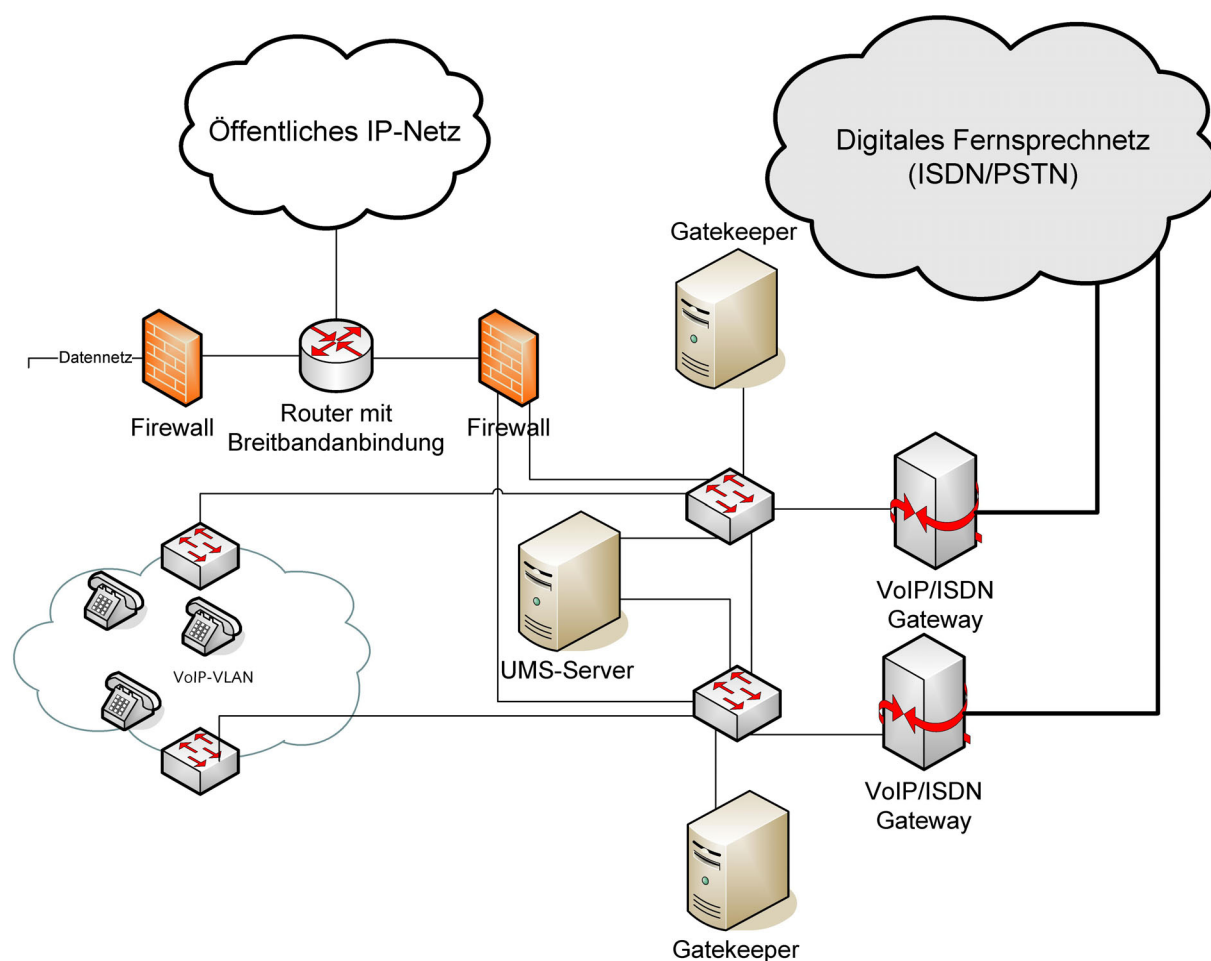 Öffentliches IP-Netz
Digitales Fernsprechnetz
(ISDN/PSTN)
Gatekeeper
Datennetz
Firewall
Router mit
Breitbandanbindung
Firewall
VoIP/ISDN
Gateway
UMS-Server
VoIP-VLAN
VoIP/ISDN
Gateway
Gatekeeper